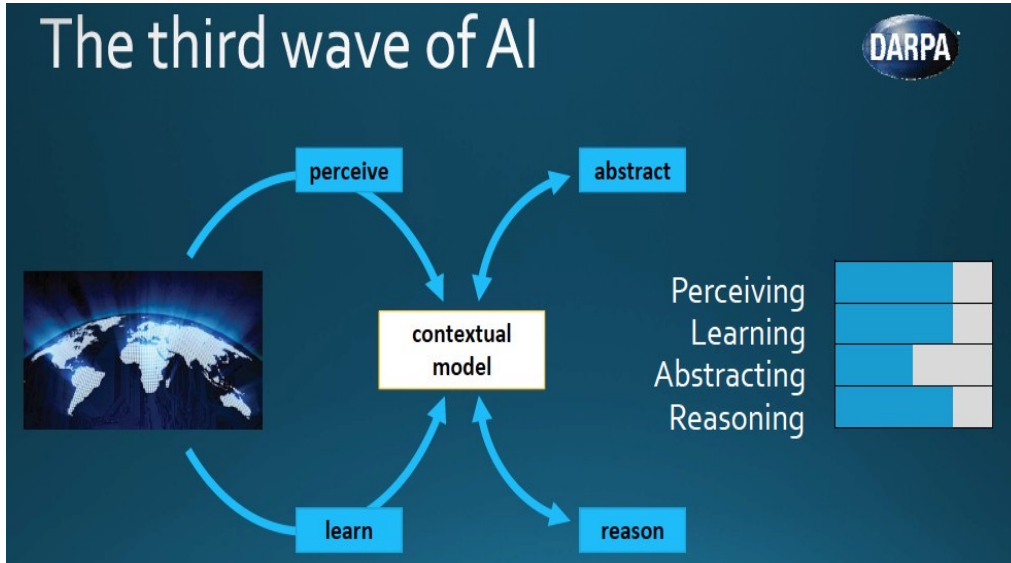 The third wave of AI
DARPA
perceive
abstract
contextual
model
learn
reason
Perceiving
Learning
Abstracting
Reasoning